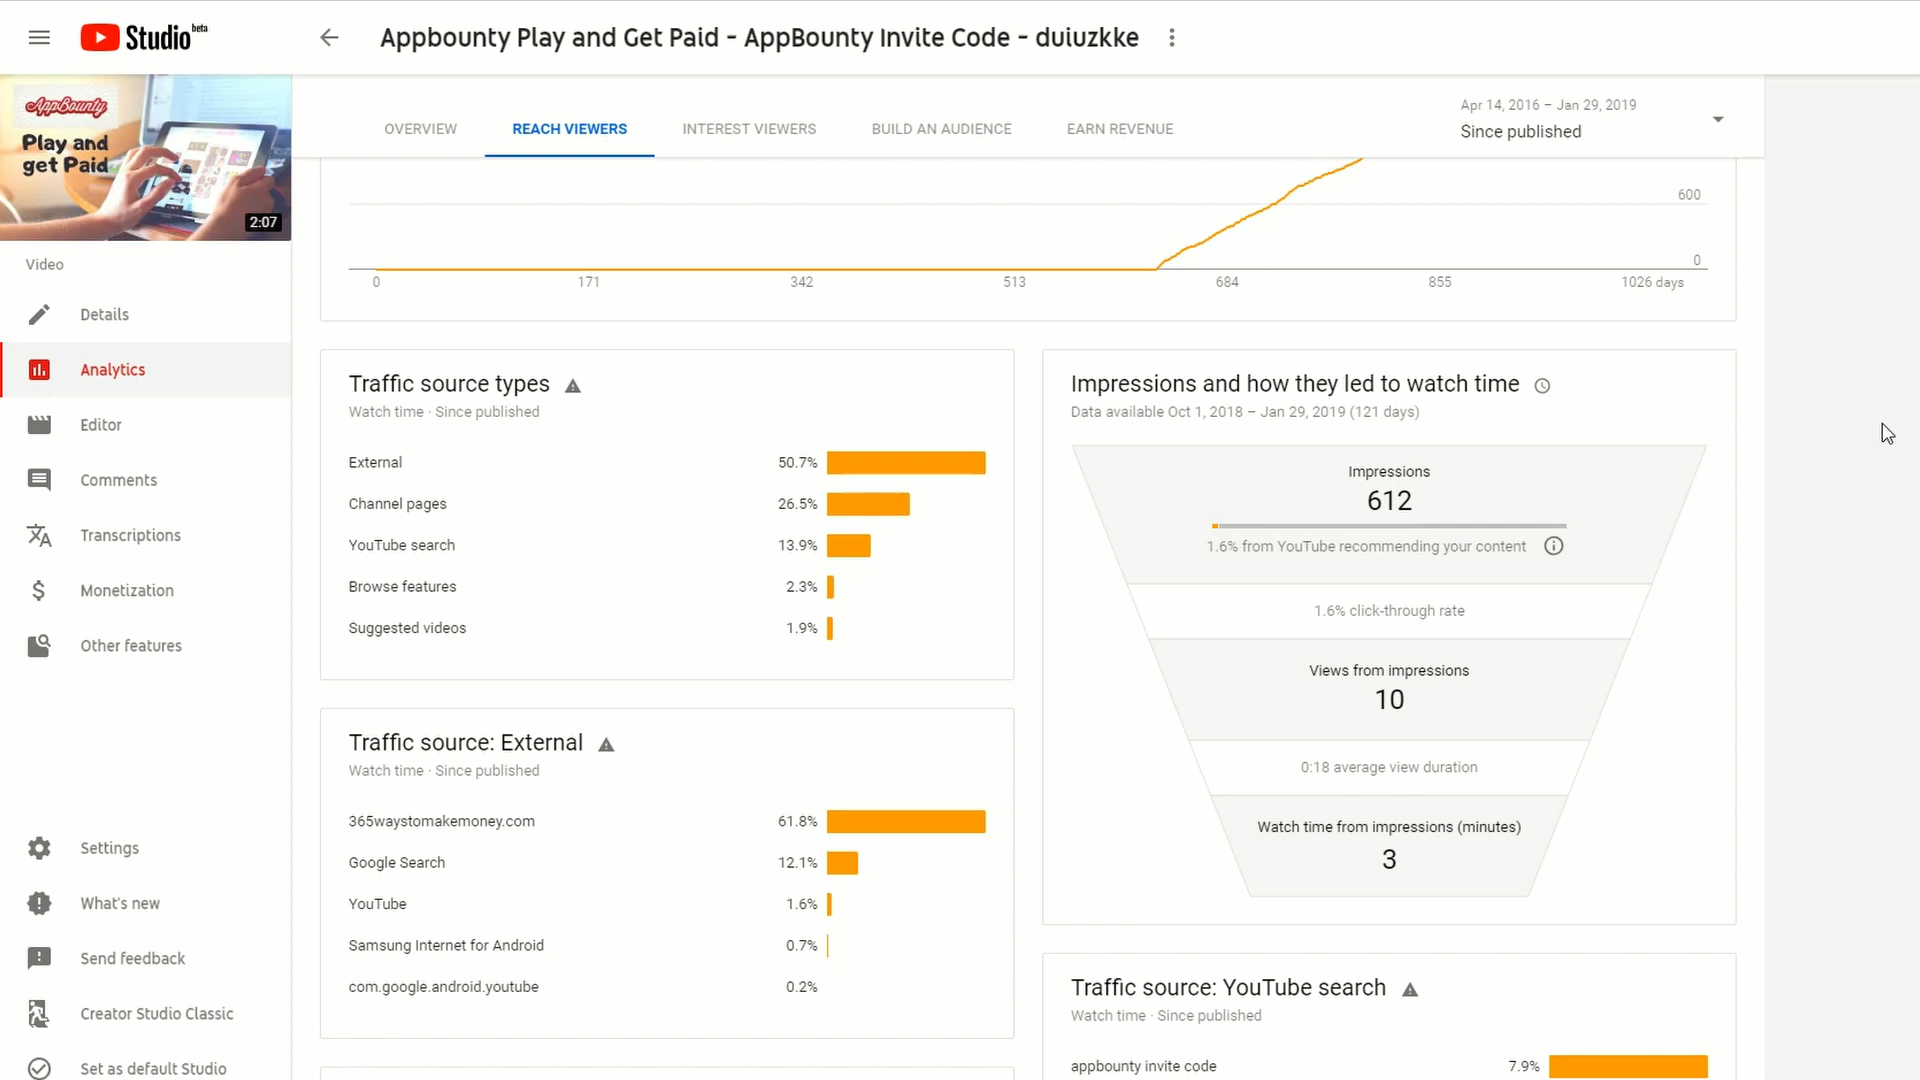 Studio beta
Appbounty Play and Get Paid - AppBounty Invite Code - duiuzkke
AppBounty
Play and
get Paid
2:07
OVERVIEW
REACH VIEWERS
INTEREST VIEWERS
BUILD AN AUDIENCE
EARN REVENUE
Apr 14, 2016 – Jan 29, 2019
Since published
600
0
0
171
342
513
684
855
1026 days
Video
Details
Analytics
Editor
Comments
Transcriptions
Monetization
Other features
Settings
What's new
Send feedback
Creator Studio Classic
Set as default Studio
Traffic source types
Watch time · Since published
External 50.7%
Channel pages 26.5%
YouTube search 13.9%
Browse features 2.3%
Suggested videos 1.9%
Traffic source: External
Watch time · Since published
365waystomakemoney.com 61.8%
Google Search 12.1%
YouTube 1.6%
Samsung Internet for Android 0.7%
com.google.android.youtube 0.2%
Impressions and how they led to watch time
Data available Oct 1, 2018 – Jan 29, 2019 (121 days)
Impressions
612
1.6% from YouTube recommending your content
1.6% click-through rate
Views from impressions
10
0:18 average view duration
Watch time from impressions (minutes)
3
Traffic source: YouTube search
Watch time · Since published
appbounty invite code 7.9%